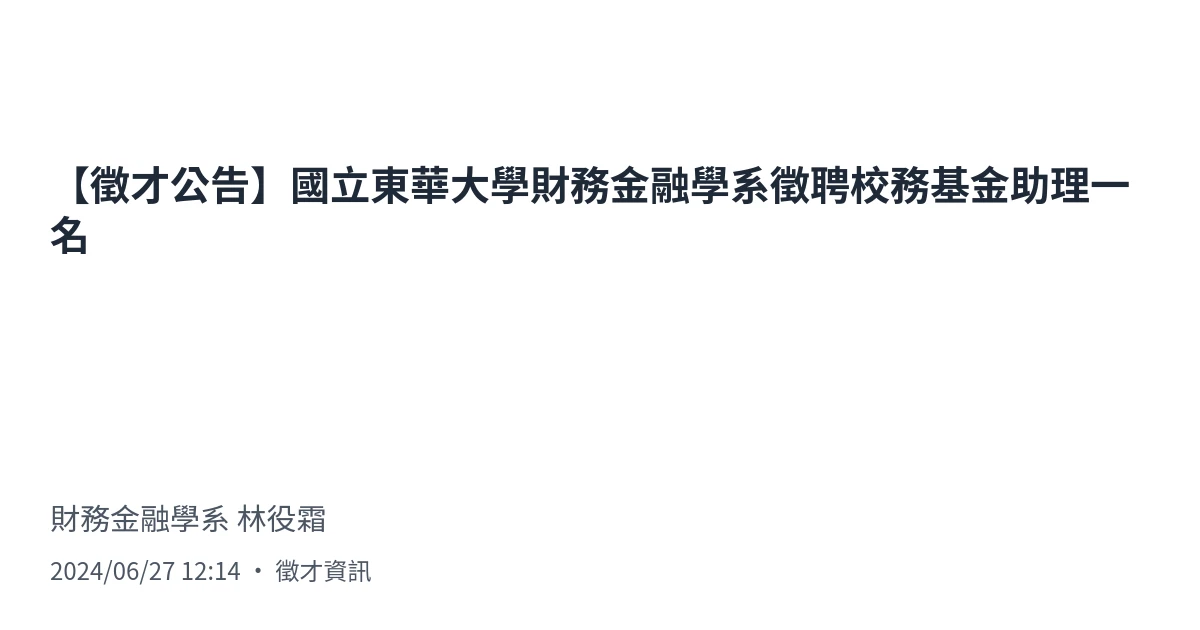 【徵才公告】國立東華大學財務金融學系徵聘校務基金助理一
名
財務金融學系 林役霜
2024/06/27 12:14 • 徵才資訊